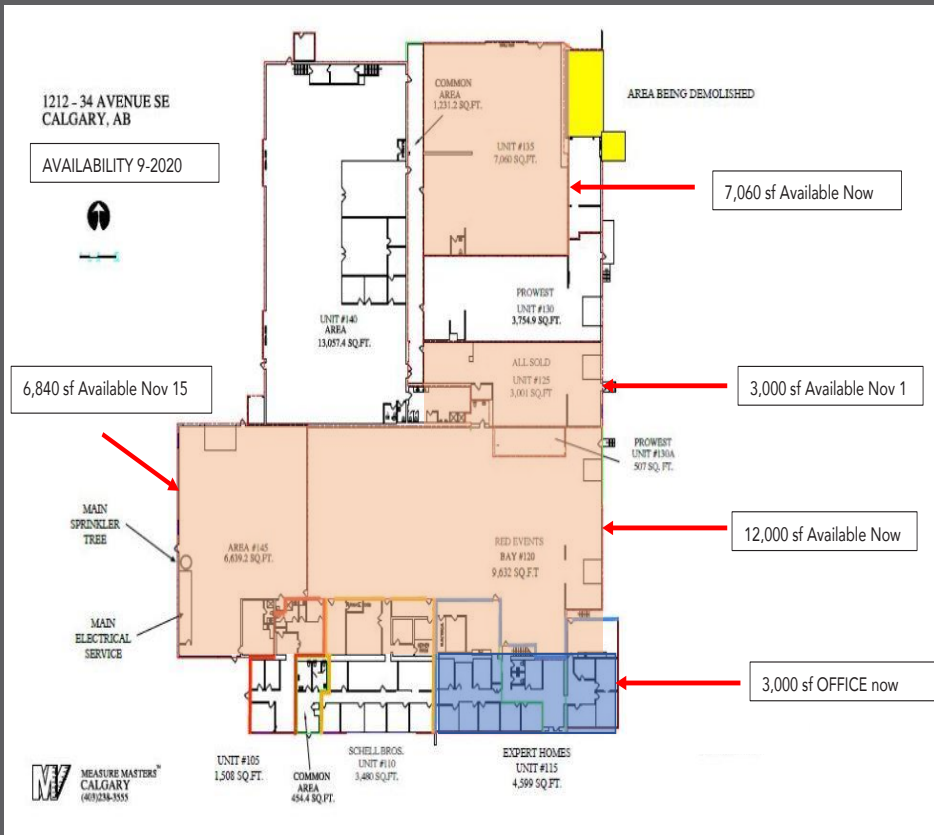 1212 - 34 AVENUE SE
CALGARY, AB
AVAILABILITY 9-2020
COMMON
AREA
1,231.2 SQ.FT.
AREA BEING DEMOLISHED
UNIT #135
7,060 SQ.FT.
7,060 sf Available Now
PROWEST
UNIT #130
3,754.9 SQ.FT.
UNIT #140
AREA
13,057.4 SQ.FT.
6,840 sf Available Nov 15
ALL SOLD
UNIT #125
3,001 SQ.FT
3,000 sf Available Nov 1
PROWEST
UNIT #130A
507 SQ. FT.
MAIN
SPRINKLER
TREE
AREA #145
6,639.2 SQ.FT.
RED EVENTS
BAY #120
9,632 SQ.F.T
12,000 sf Available Now
MAIN
ELECTRICAL
SERVICE
3,000 sf OFFICE now
UNIT #105
1,508 SQ.FT.
COMMON
AREA
454.4 SQ.FT.
SCHELL BROS.
UNIT #110
3,480 SQ.FT.
EXPERT HOMES
UNIT #115
4,599 SQ.FT.
MEASURE MASTERS™
CALGARY
(403)238-3555